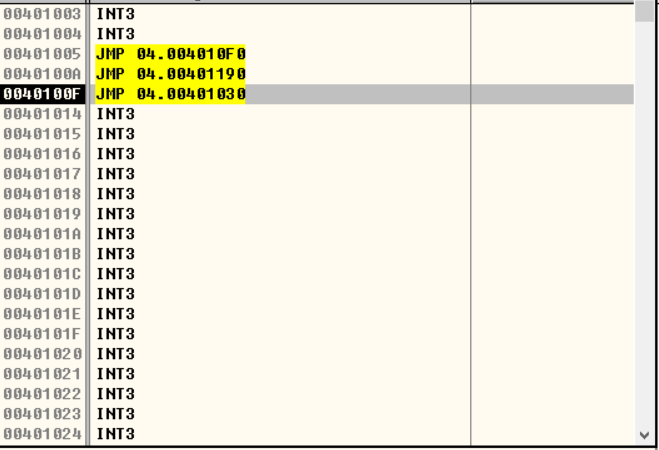 00401003 INT3
00401004 INT3
00401005 JMP 04.004010F0
0040100A JMP 04.00401190
0040100F JMP 04.00401030
00401014 INT3
00401015 INT3
00401016 INT3
00401017 INT3
00401018 INT3
00401019 INT3
0040101A INT3
0040101B INT3
0040101C INT3
0040101D INT3
0040101E INT3
0040101F INT3
00401020 INT3
00401021 INT3
00401022 INT3
00401023 INT3
00401024 INT3